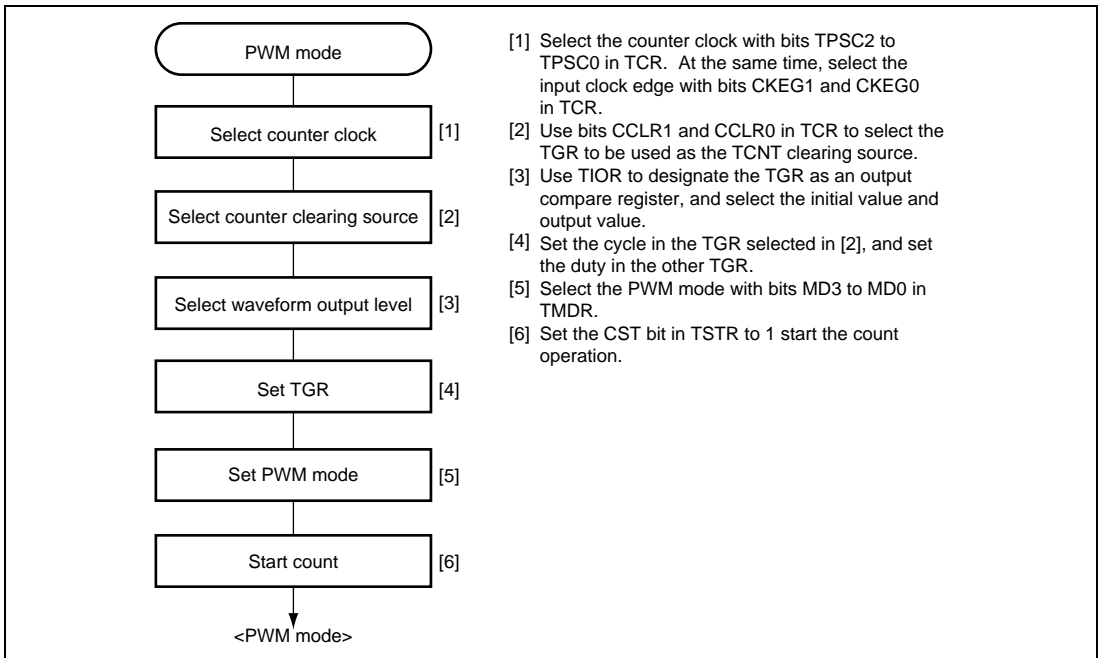 PWM mode
Select counter clock
[1]
Select counter clearing source
[2]
Select waveform output level
[3]
Set TGR
[4]
Set PWM mode
[5]
Start count
[6]
<PWM mode>
[1] Select the counter clock with bits TPSC2 to
TPSC0 in TCR. At the same time, select the
input clock edge with bits CKEG1 and CKEG0
in TCR.
[2] Use bits CCLR1 and CCLR0 in TCR to select the
TGR to be used as the TCNT clearing source.
[3] Use TIOR to designate the TGR as an output
compare register, and select the initial value and
output value.
[4] Set the cycle in the TGR selected in [2], and set
the duty in the other TGR.
[5] Select the PWM mode with bits MD3 to MD0 in
TMDR.
[6] Set the CST bit in TSTR to 1 start the count
operation.